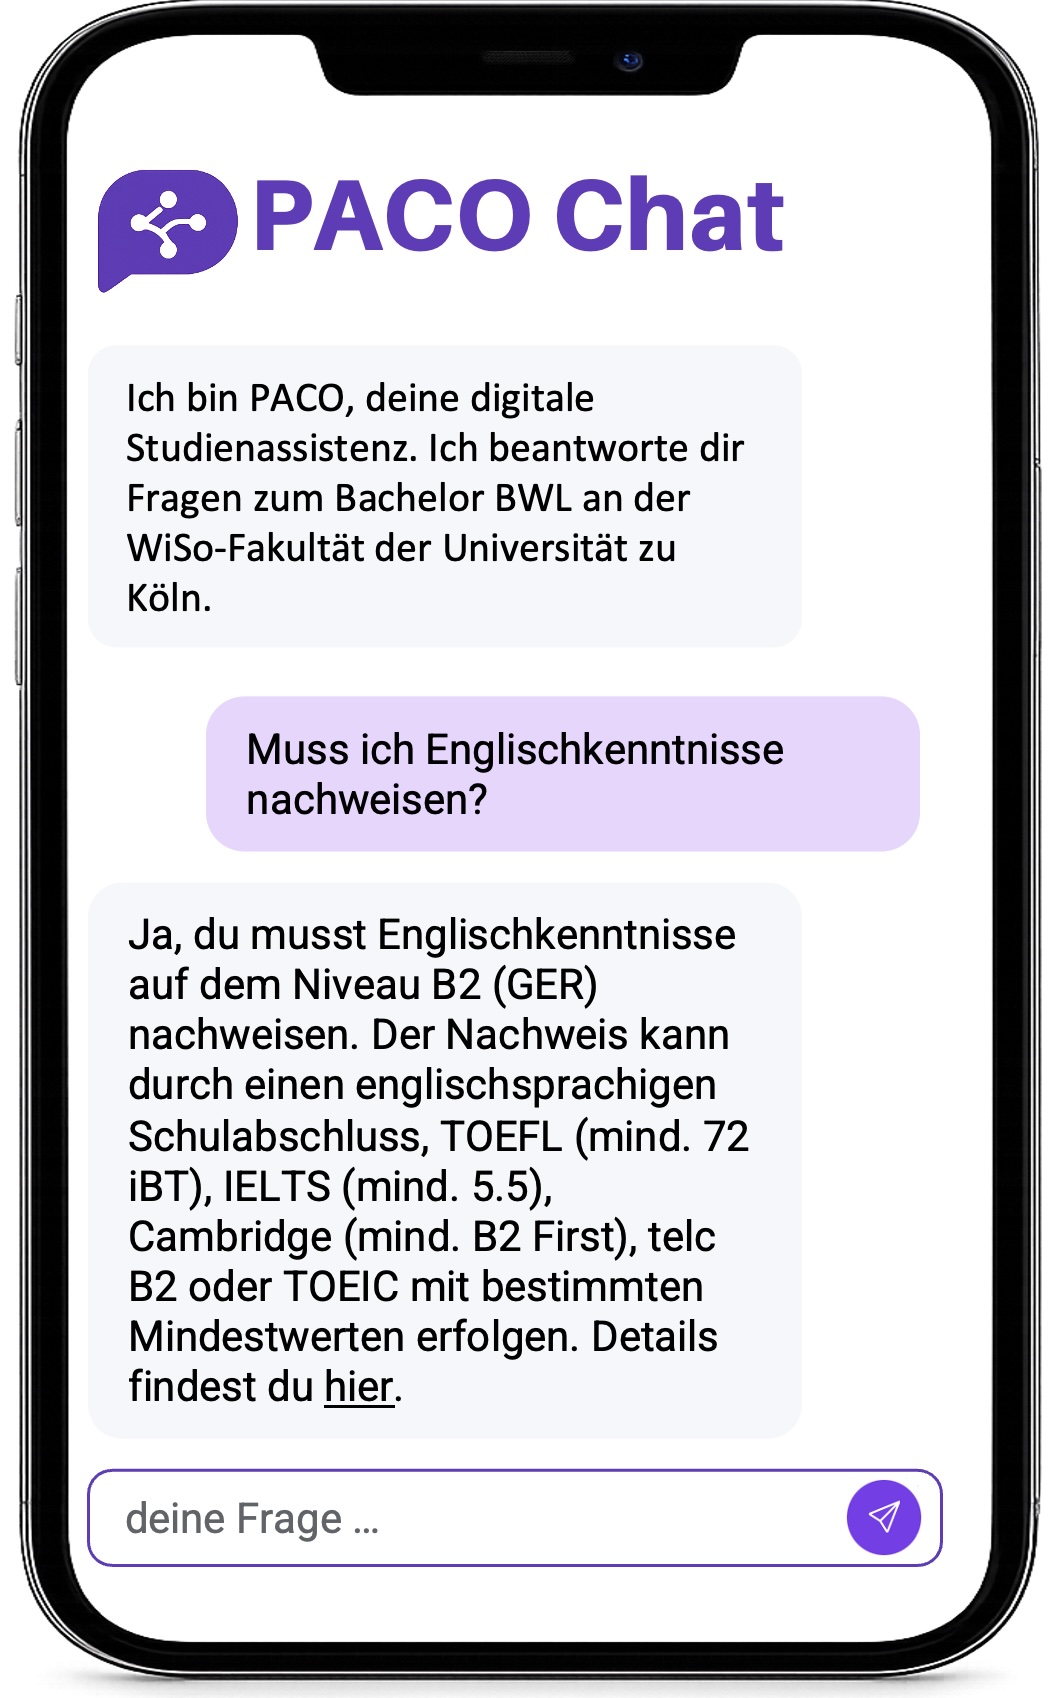 PACO Chat
Ich bin PACO, deine digitale
Studienassistenz. Ich beantworte dir
Fragen zum Bachelor BWL an der
WiSo-Fakultät der Universität zu
Köln.
Muss ich Englischkenntnisse
nachweisen?
Ja, du musst Englischkenntnisse
auf dem Niveau B2 (GER)
nachweisen. Der Nachweis kann
durch einen englischsprachigen
Schulabschluss, TOEFL (mind. 72
iBT), IELTS (mind. 5.5),
Cambridge (mind. B2 First), telc
B2 oder TOEIC mit bestimmten
Mindestwerten erfolgen. Details
findest du hier.
deine Frage ...